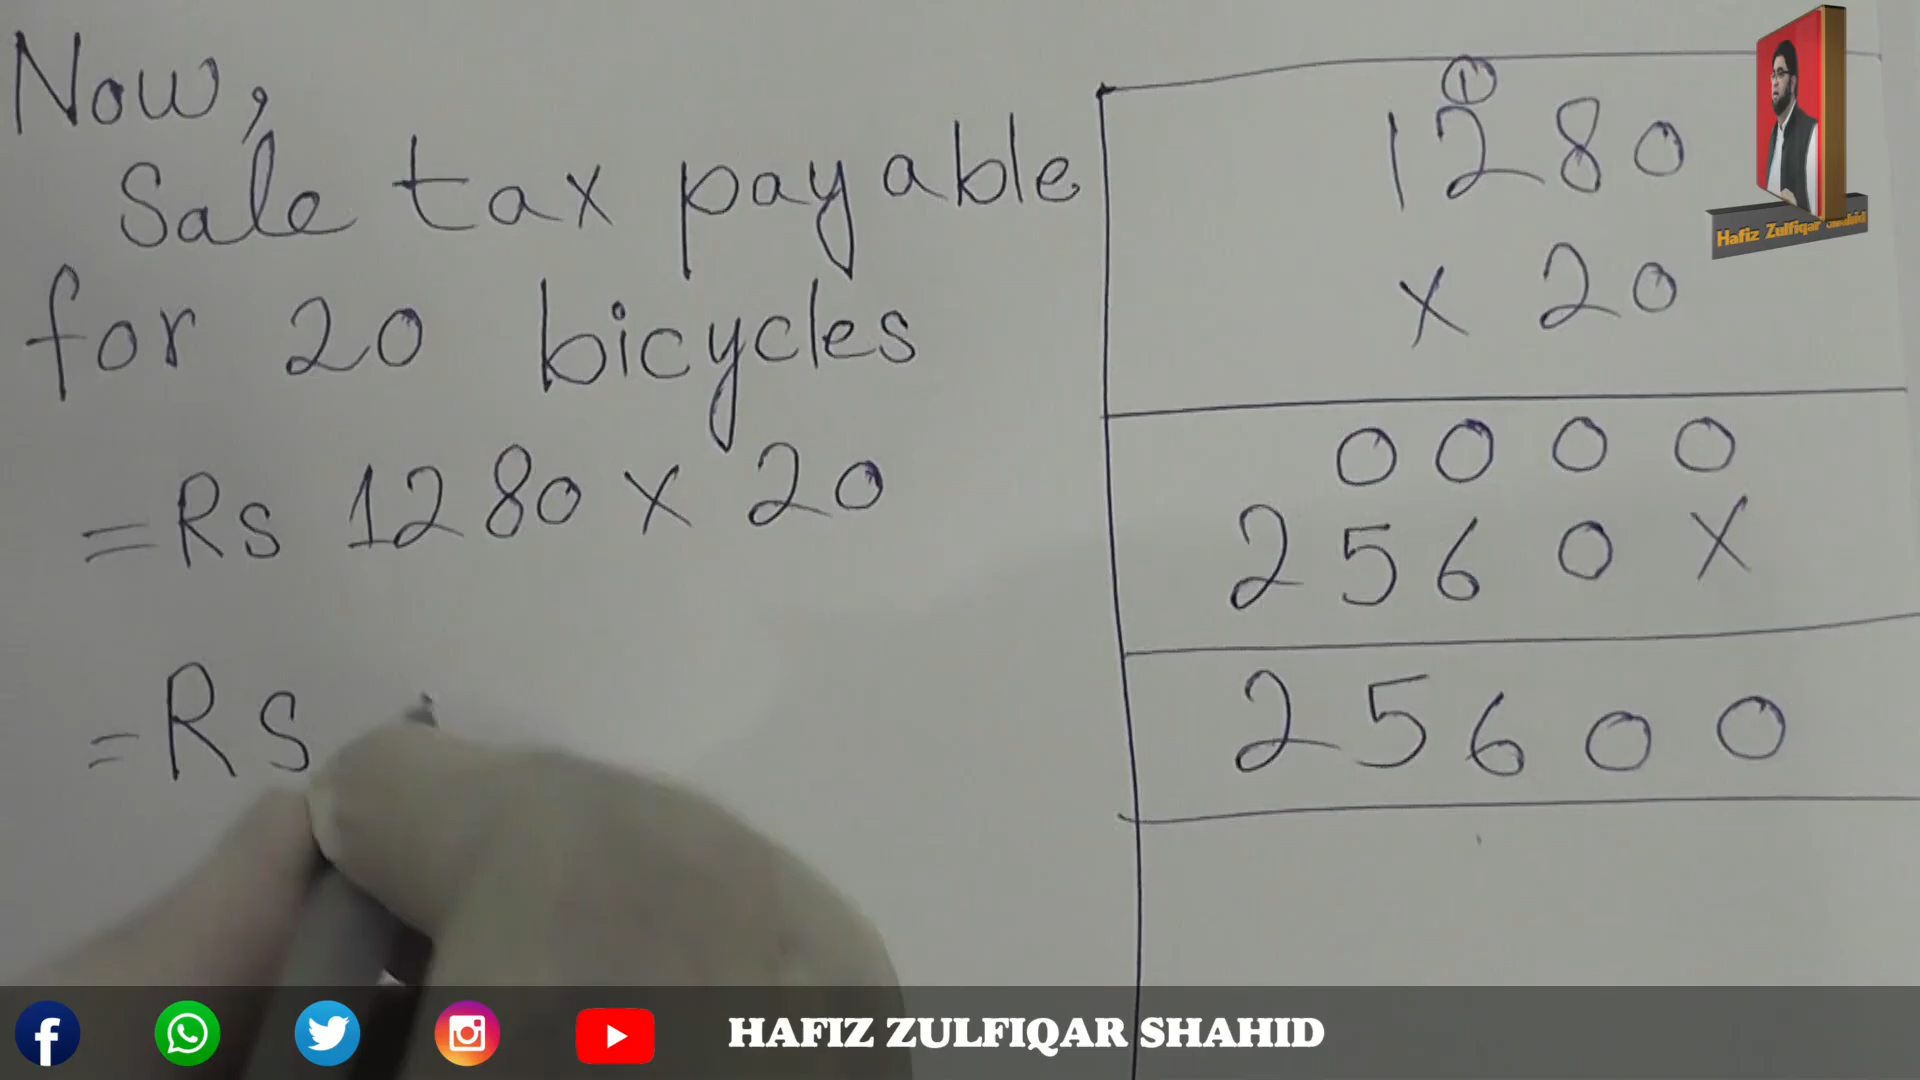 Now,
Sale tax payable
for 20 bicycles
= Rs 1280 x 20
= Rs
1
1280
x 20
0000
2560x
25600
Hafiz Zulfiqar Shahid
HAFIZ ZULFIQAR SHAHID